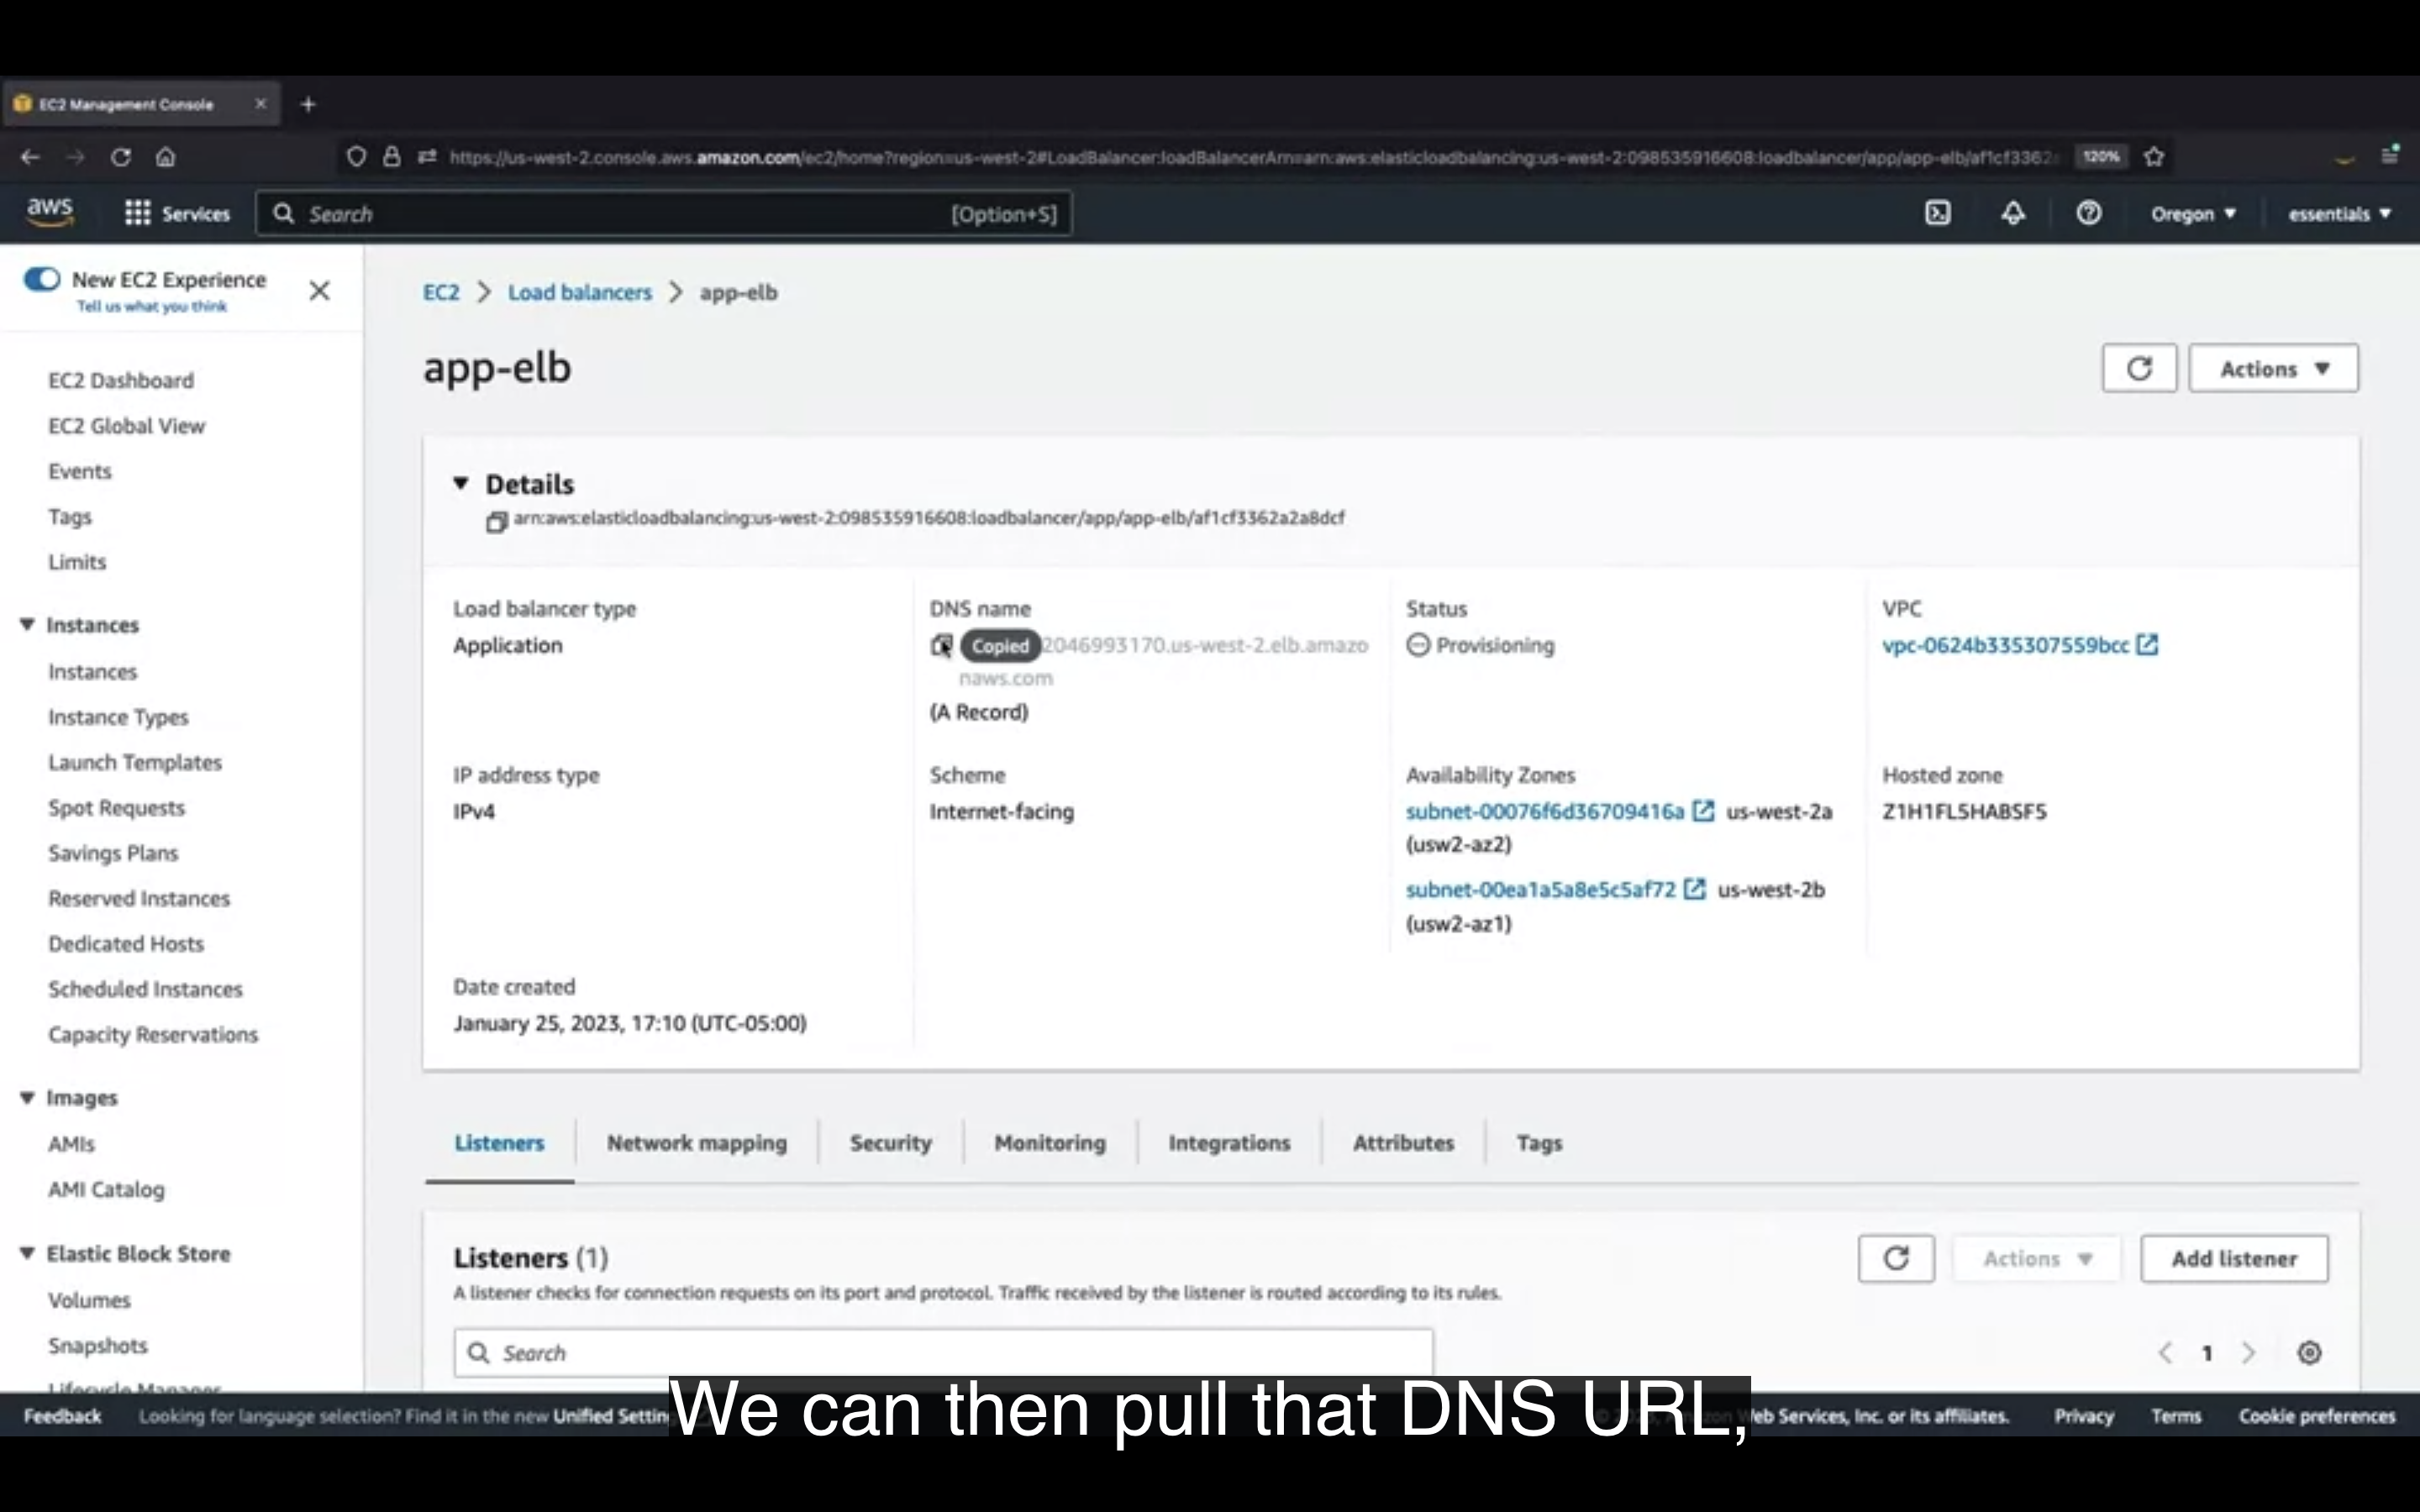 EC2 Management Console
https://us-west-2.console.aws.amazon.com/ec2/home?region=us-west-2#LoadBalancer:loadBalancerArn=arn:aws:elasticloadbalancing:us-west-2:098535916608:loadbalancer/app/app-elb/af1cf3362
120%
aws
Services
Search
[Option+S]
Oregon
essentials
New EC2 Experience
Tell us what you think
EC2 Dashboard
EC2 Global View
Events
Tags
Limits
Instances
Instances
Instance Types
Launch Templates
Spot Requests
Savings Plans
Reserved Instances
Dedicated Hosts
Scheduled Instances
Capacity Reservations
Images
AMIs
AMI Catalog
Elastic Block Store
Volumes
Snapshots
Lifecycle Manager
EC2 > Load balancers > app-elb
app-elb
Actions
Details
arn:aws:elasticloadbalancing:us-west-2:098535916608:loadbalancer/app/app-elb/af1cf3362a2a8dcf
Load balancer type
Application
DNS name
Copied 2046993170.us-west-2.elb.amazo
naws.com
(A Record)
Status
Provisioning
VPC
vpc-0624b335307559bcc
IP address type
IPv4
Scheme
Internet-facing
Availability Zones
subnet-00076f6d36709416a us-west-2a
(usw2-az2)
subnet-00ea1a5a8e5c5af72 us-west-2b
(usw2-az1)
Hosted zone
Z1H1FL5HABSF5
Date created
January 25, 2023, 17:10 (UTC-05:00)
Listeners
Network mapping
Security
Monitoring
Integrations
Attributes
Tags
Listeners (1)
A listener checks for connection requests on its port and protocol. Traffic received by the listener is routed according to its rules.
Actions
Add listener
Search
1
We can then pull that DNS URL,
Feedback
Looking for language selection? Find it in the new Unified
Web Services, Inc. or its affiliates.
Privacy
Terms
Cookie preferences